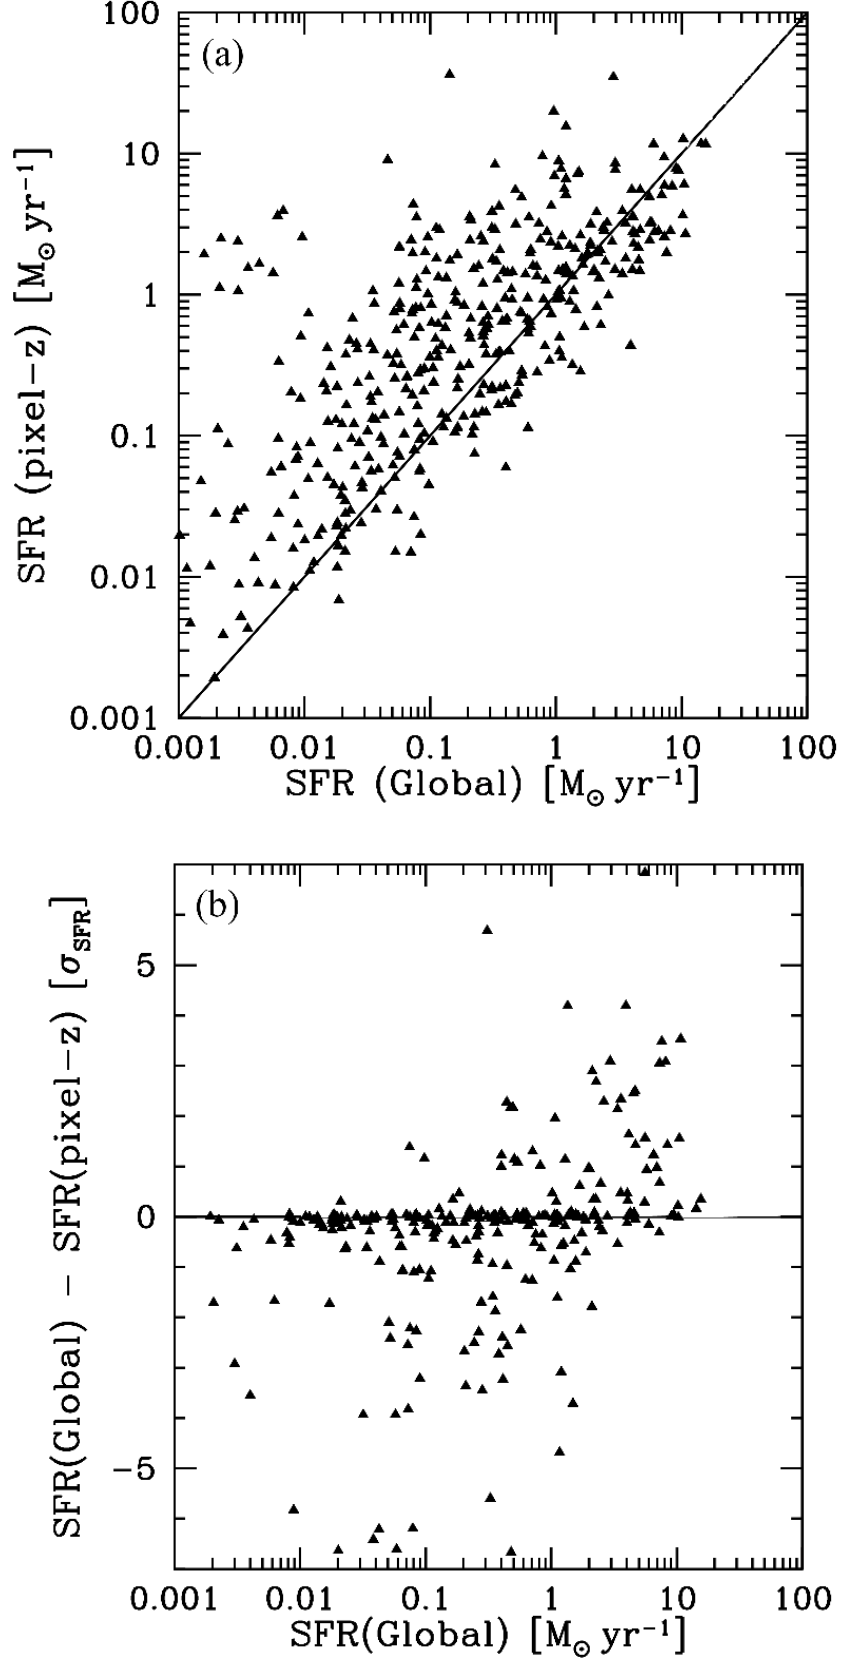 (a)
100
10
1
0.1
0.01
0.001
SFR (pixel-z) [M⊙ yr⁻¹]
0.001 0.01 0.1 1 10 100
SFR (Global) [M⊙ yr⁻¹]
(b)
5
0
-5
SFR(Global) - SFR(pixel-z) [σSFR]
0.001 0.01 0.1 1 10 100
SFR(Global) [M⊙ yr⁻¹]